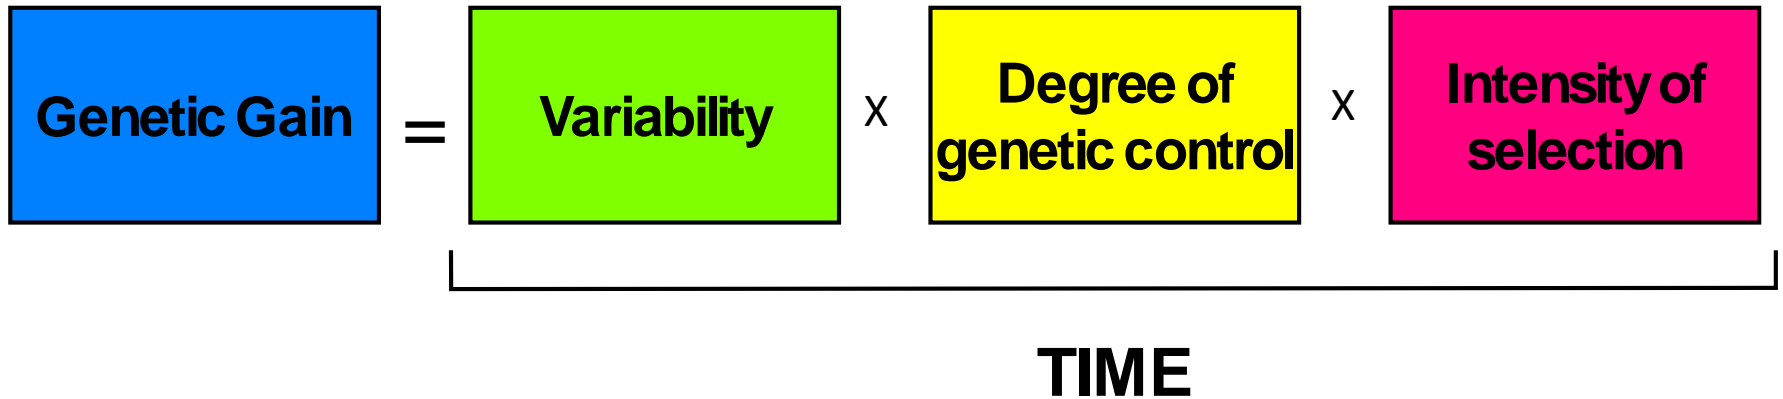 Genetic Gain = Variability x Degree of genetic control x Intensity of selection
TIME